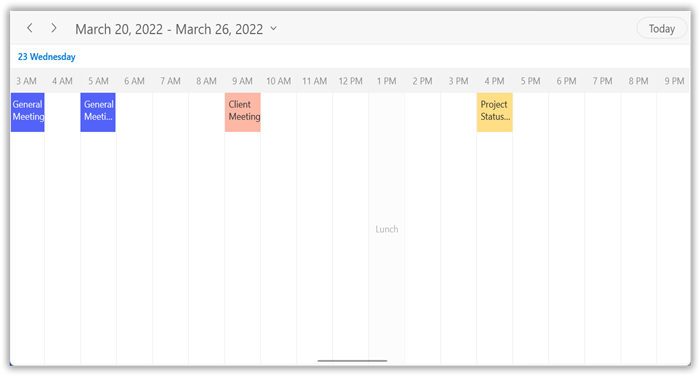 March 20, 2022 - March 26, 2022
Today
23 Wednesday
3 AM 4 AM 5 AM 6 AM 7 AM 8 AM 9 AM 10 AM 11 AM 12 PM 1 PM 2 PM 3 PM 4 PM 5 PM 6 PM 7 PM 8 PM 9 PM
General
Meeting
General
Meeti...
Client
Meeting
Project
Status...
Lunch